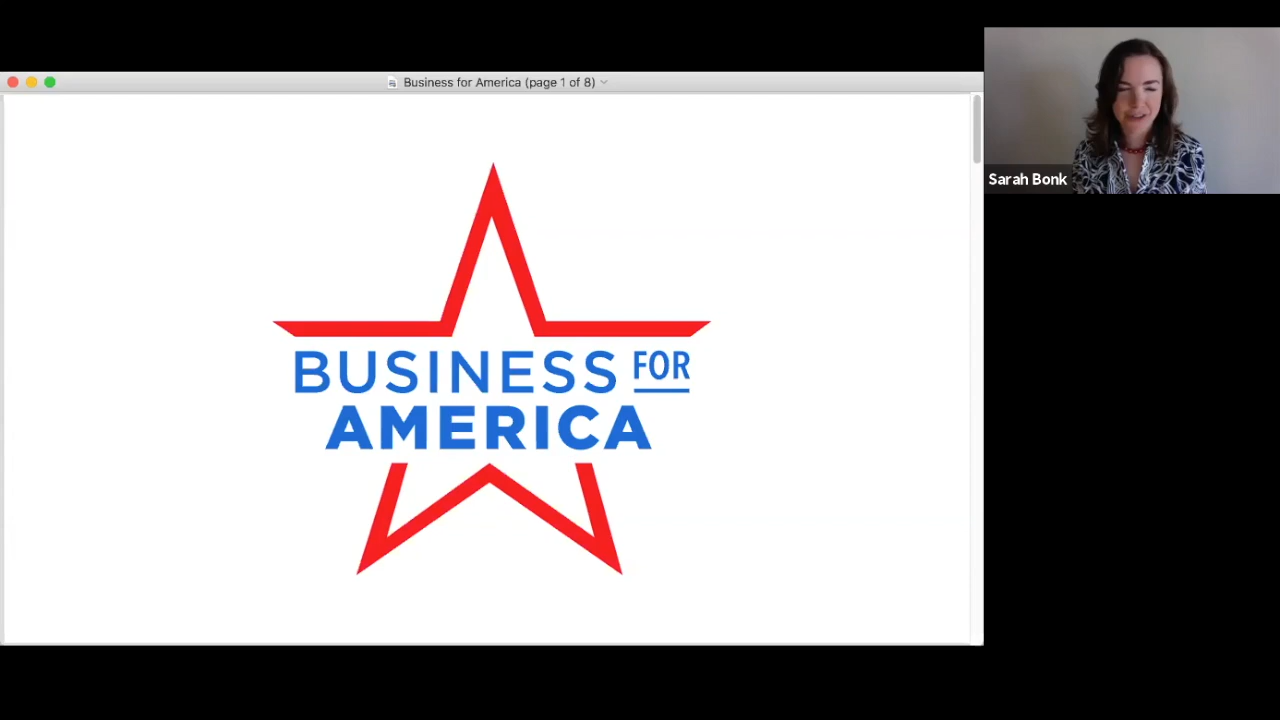 Business for America (page 1 of 8)
Sarah Bonk
BUSINESS FOR
AMERICA